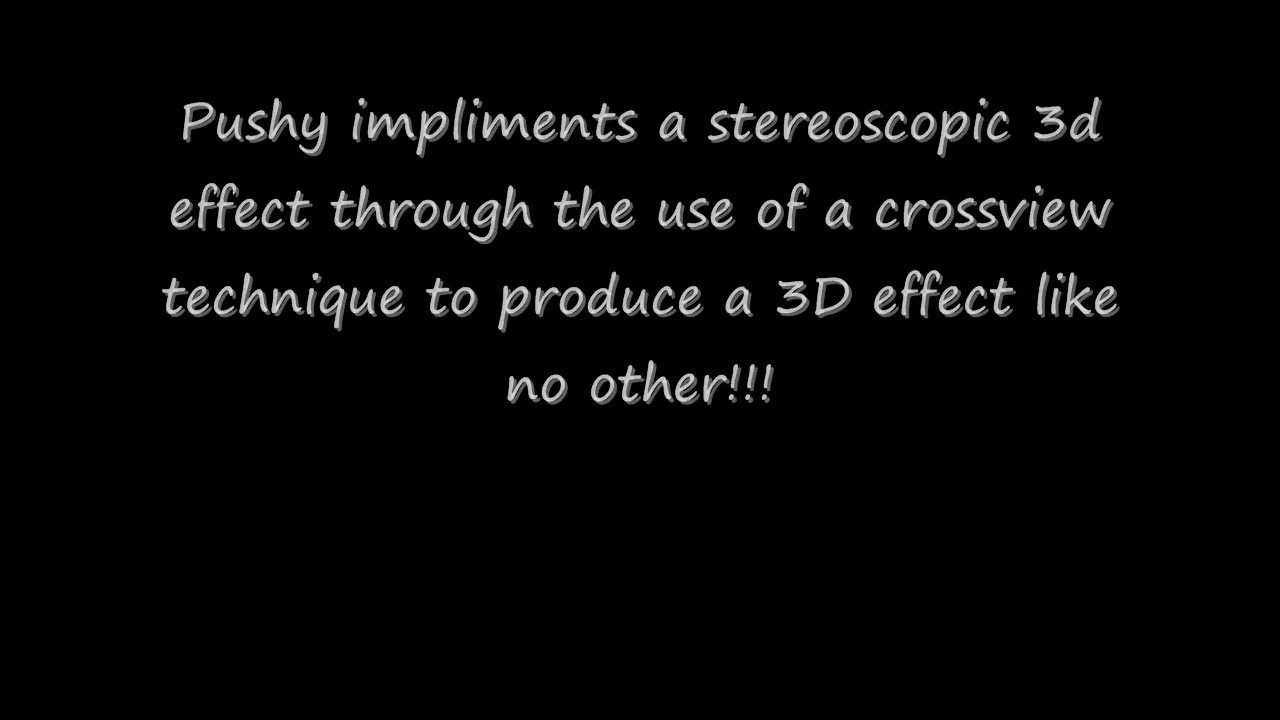 Pushy impliments a stereoscopic 3d
effect through the use of a crossview
technique to produce a 3D effect like
no other!!!